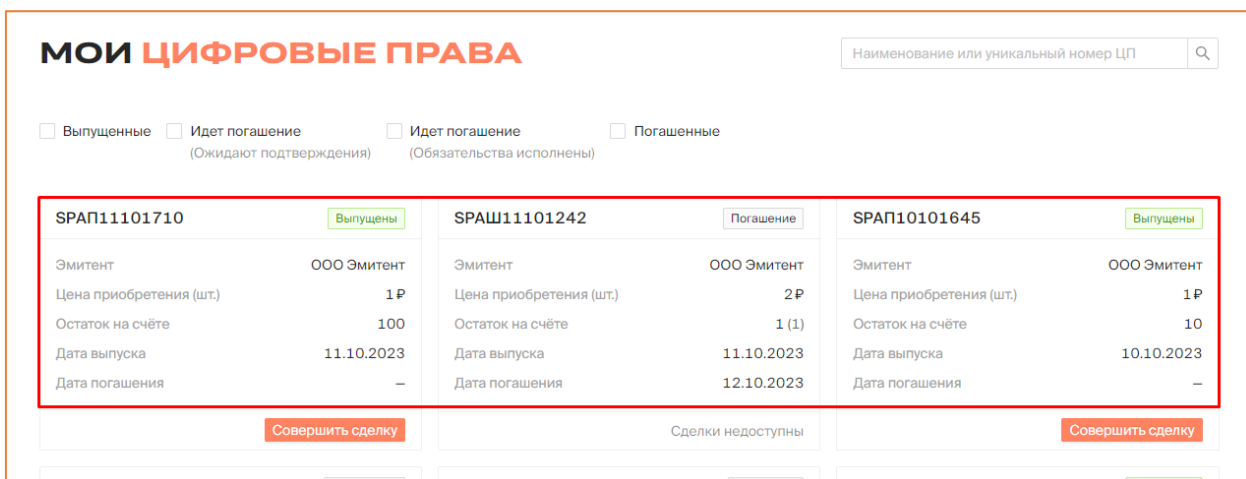 МОИ ЦИФРОВЫЕ ПРАВА
Наименование или уникальный номер ЦП
Выпущенные Идет погашение Идет погашение Погашенные
(Ожидают подтверждения) (Обязательства исполнены)
SPAП11101710 Выпущены
Эмитент ООО Эмитент
Цена приобретения (шт.) 1 ₽
Остаток на счёте 100
Дата выпуска 11.10.2023
Дата погашения –
Совершить сделку
SPAШ11101242 Погашение
Эмитент ООО Эмитент
Цена приобретения (шт.) 2 ₽
Остаток на счёте 1 (1)
Дата выпуска 11.10.2023
Дата погашения 12.10.2023
Сделки недоступны
SPAП10101645 Выпущены
Эмитент ООО Эмитент
Цена приобретения (шт.) 1 ₽
Остаток на счёте 10
Дата выпуска 10.10.2023
Дата погашения –
Совершить сделку